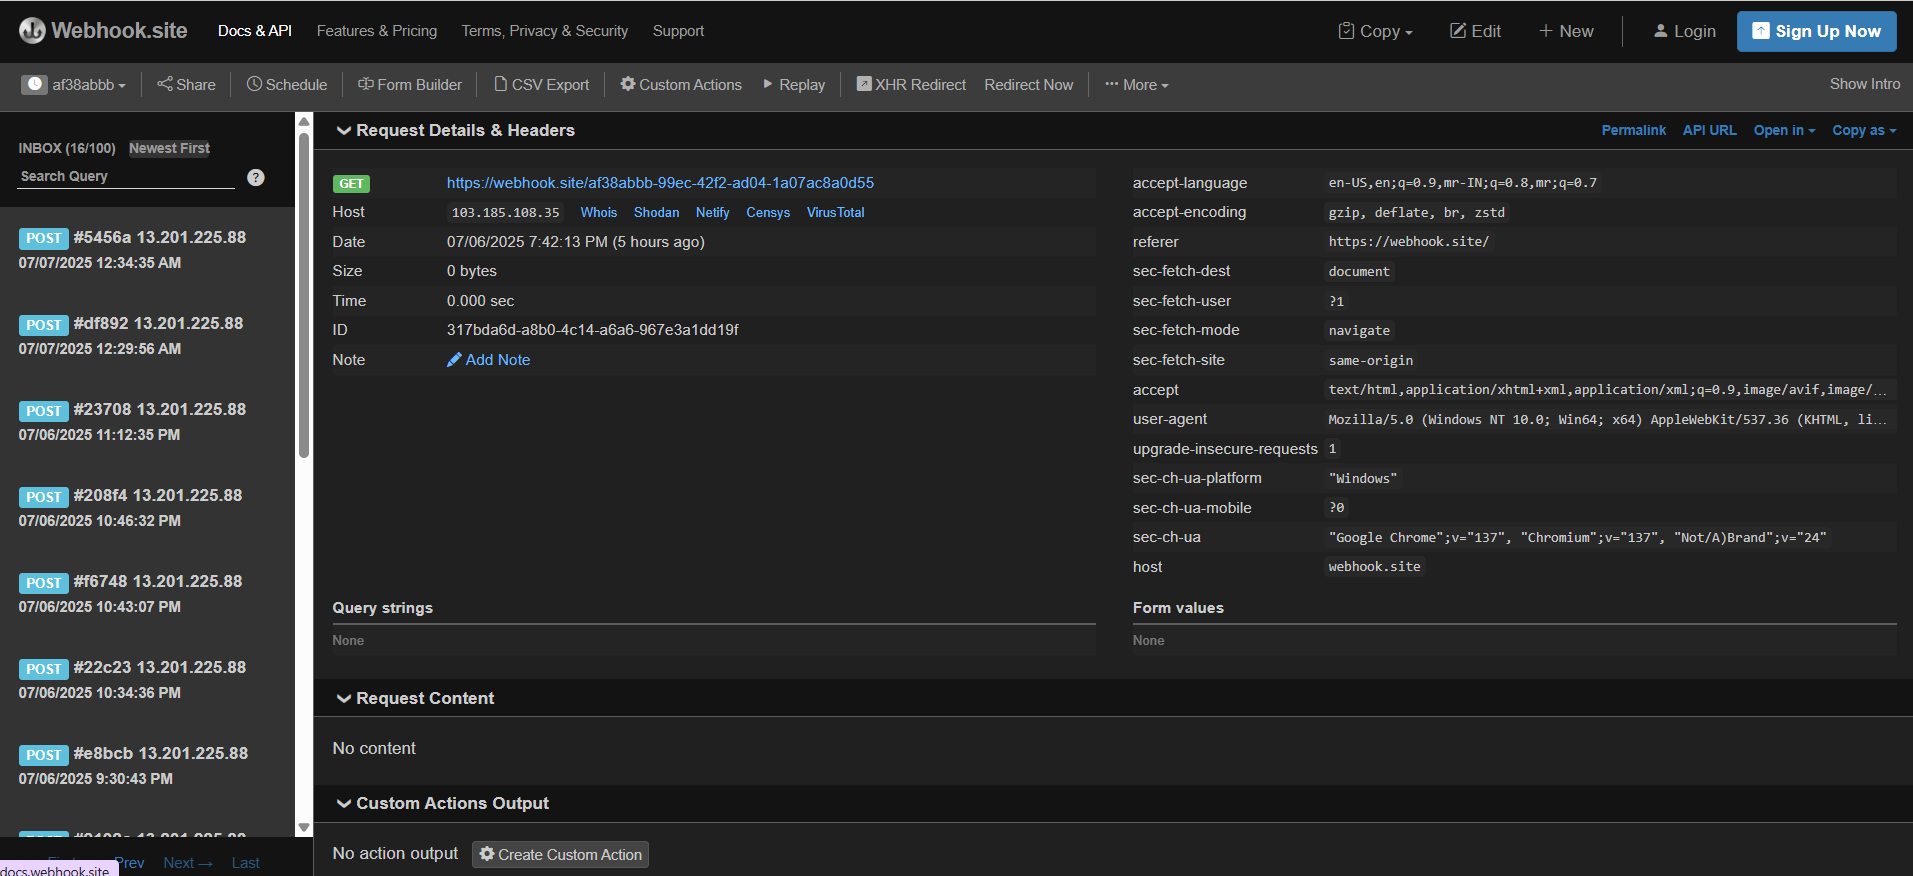 Webhook.site Docs & API Features & Pricing Terms, Privacy & Security Support Copy Edit + New Login Sign Up Now
af38abbb Share Schedule Form Builder CSV Export Custom Actions Replay XHR Redirect Redirect Now ··· More Show Intro
INBOX (16/100) Newest First
Search Query ?
POST #5456a 13.201.225.88
07/07/2025 12:34:35 AM
POST #df892 13.201.225.88
07/07/2025 12:29:56 AM
POST #23708 13.201.225.88
07/06/2025 11:12:35 PM
POST #208f4 13.201.225.88
07/06/2025 10:46:32 PM
POST #f6748 13.201.225.88
07/06/2025 10:43:07 PM
POST #22c23 13.201.225.88
07/06/2025 10:34:36 PM
POST #e8bcb 13.201.225.88
07/06/2025 9:30:43 PM
Prev Next → Last
docs.webhook.site
Request Details & Headers Permalink API URL Open in Copy as
GET https://webhook.site/af38abbb-99ec-42f2-ad04-1a07ac8a0d55
Host 103.185.108.35 Whois Shodan Netify Censys VirusTotal
Date 07/06/2025 7:42:13 PM (5 hours ago)
Size 0 bytes
Time 0.000 sec
ID 317bda6d-a8b0-4c14-a6a6-967e3a1dd19f
Note Add Note
accept-language en-US,en;q=0.9,mr-IN;q=0.8,mr;q=0.7
accept-encoding gzip, deflate, br, zstd
referer https://webhook.site/
sec-fetch-dest document
sec-fetch-user ?1
sec-fetch-mode navigate
sec-fetch-site same-origin
accept text/html,application/xhtml+xml,application/xml;q=0.9,image/avif,image/...
user-agent Mozilla/5.0 (Windows NT 10.0; Win64; x64) AppleWebKit/537.36 (KHTML, li...
upgrade-insecure-requests 1
sec-ch-ua-platform "Windows"
sec-ch-ua-mobile ?0
sec-ch-ua "Google Chrome";v="137", "Chromium";v="137", "Not/A)Brand";v="24"
host webhook.site
Query strings
None
Form values
None
Request Content
No content
Custom Actions Output
No action output Create Custom Action